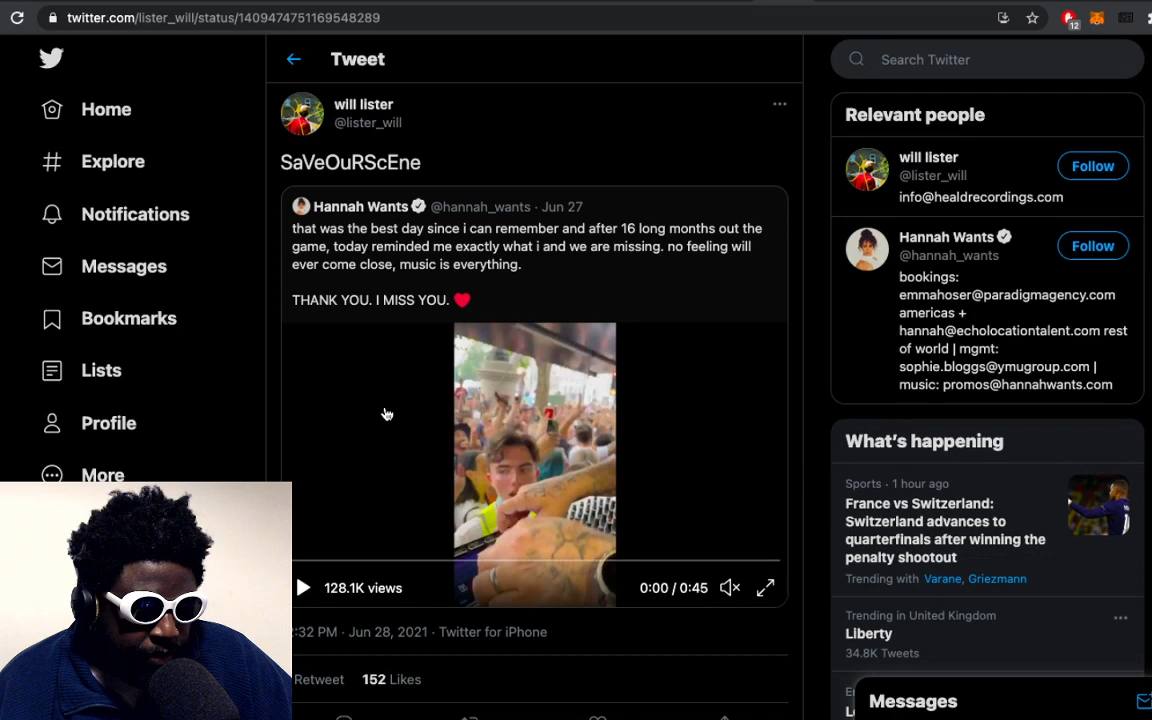 twitter.com/lister_will/status/1409474751169548289
12
Home
Explore
Notifications
Messages
Bookmarks
Lists
Profile
More
Tweet
will lister
@lister_will
SaVeOuRScEne
Hannah Wants @hannah_wants · Jun 27
that was the best day since i can remember and after 16 long months out the
game, today reminded me exactly what i and we are missing. no feeling will
ever come close, music is everything.
THANK YOU. I MISS YOU. ❤️
128.1K views
0:00 / 0:45
:32 PM · Jun 28, 2021 · Twitter for iPhone
Retweet 152 Likes
Search Twitter
Relevant people
will lister
@lister_will
Follow
info@healdrecordings.com
Hannah Wants
@hannah_wants
Follow
bookings:
emmahoser@paradigmagency.com
americas +
hannah@echolocationtalent.com rest
of world | mgmt:
sophie.bloggs@ymugroup.com |
music: promos@hannahwants.com
What's happening
Sports · 1 hour ago
France vs Switzerland:
Switzerland advances to
quarterfinals after winning the
penalty shootout
Trending with Varane, Griezmann
Trending in United Kingdom
Liberty
34.8K Tweets
Messages